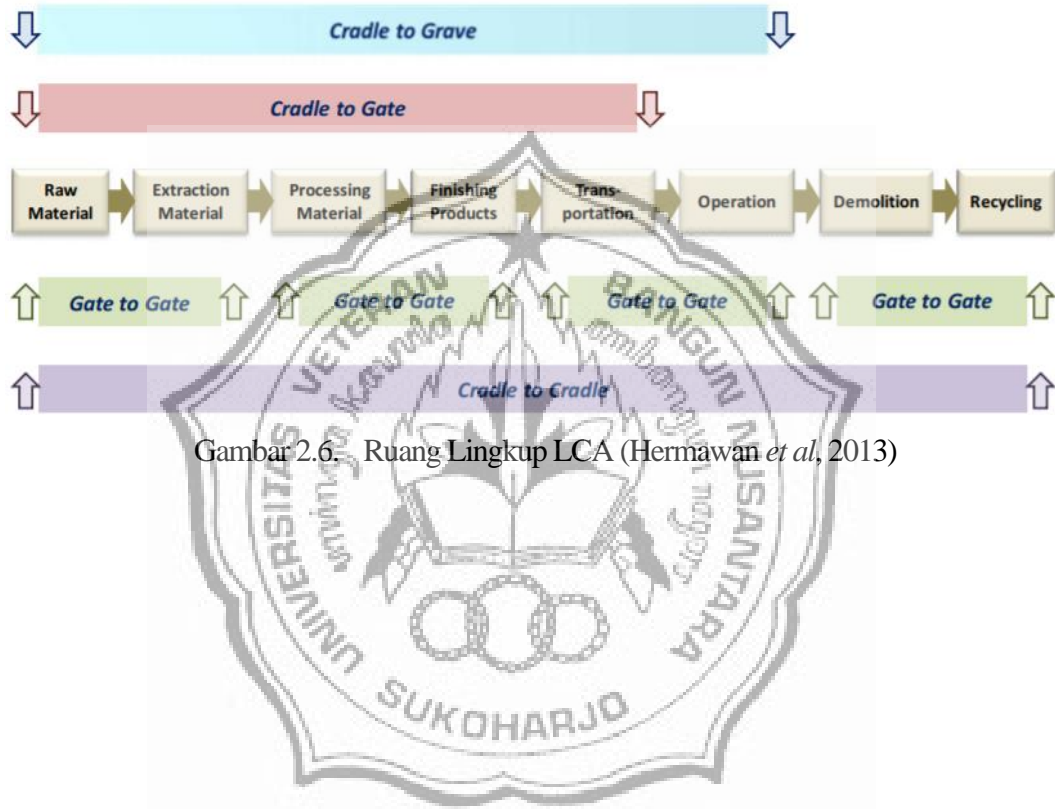 Cradle to Grave
Cradle to Gate
Raw
Material
Extraction
Material
Processing
Material
Finishing
Products
Trans-
portation
Operation
Demolition
Recycling
Gate to Gate
Gate to Gate
Gate to Gate
Gate to Gate
Cradle to Cradle
Gambar 2.6. Ruang Lingkup LCA (Hermawan et al, 2013)
UNIVERSITAS VETERAN BANGUN NUSANTARA
SUKOHARJO